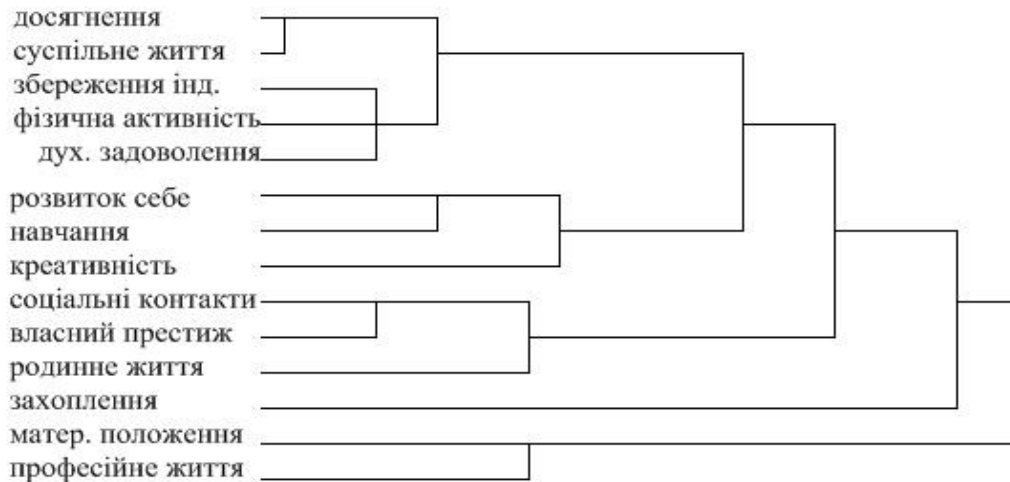 досягнення
суспільне життя
збереження інд.
фізична активність
дух. задоволення
розвиток себе
навчання
креативність
соціальні контакти
власний престиж
родинне життя
захоплення
матер. положення
професійне життя